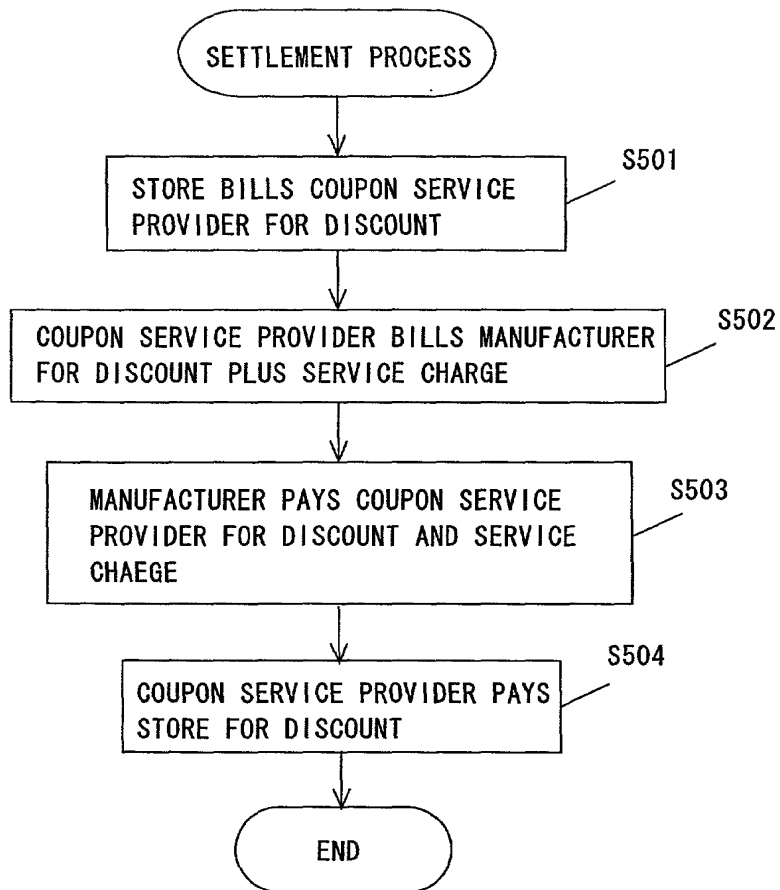 SETTLEMENT PROCESS
S501
STORE BILLS COUPON SERVICE
PROVIDER FOR DISCOUNT
S502
COUPON SERVICE PROVIDER BILLS MANUFACTURER
FOR DISCOUNT PLUS SERVICE CHARGE
S503
MANUFACTURER PAYS COUPON SERVICE
PROVIDER FOR DISCOUNT AND SERVICE
CHAEGE
S504
COUPON SERVICE PROVIDER PAYS
STORE FOR DISCOUNT
END